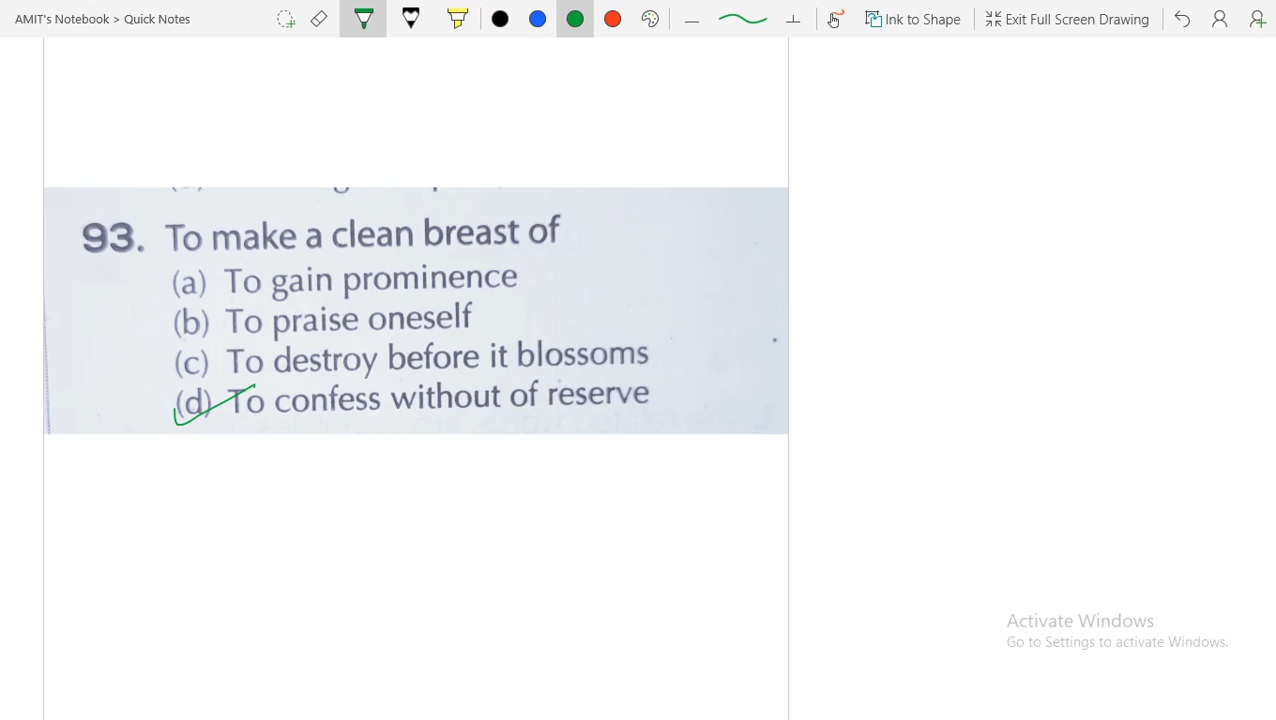 AMIT's Notebook > Quick Notes
Ink to Shape
Exit Full Screen Drawing
93. To make a clean breast of
(a) To gain prominence
(b) To praise oneself
(c) To destroy before it blossoms
(d) To confess without of reserve
Activate Windows
Go to Settings to activate Windows.